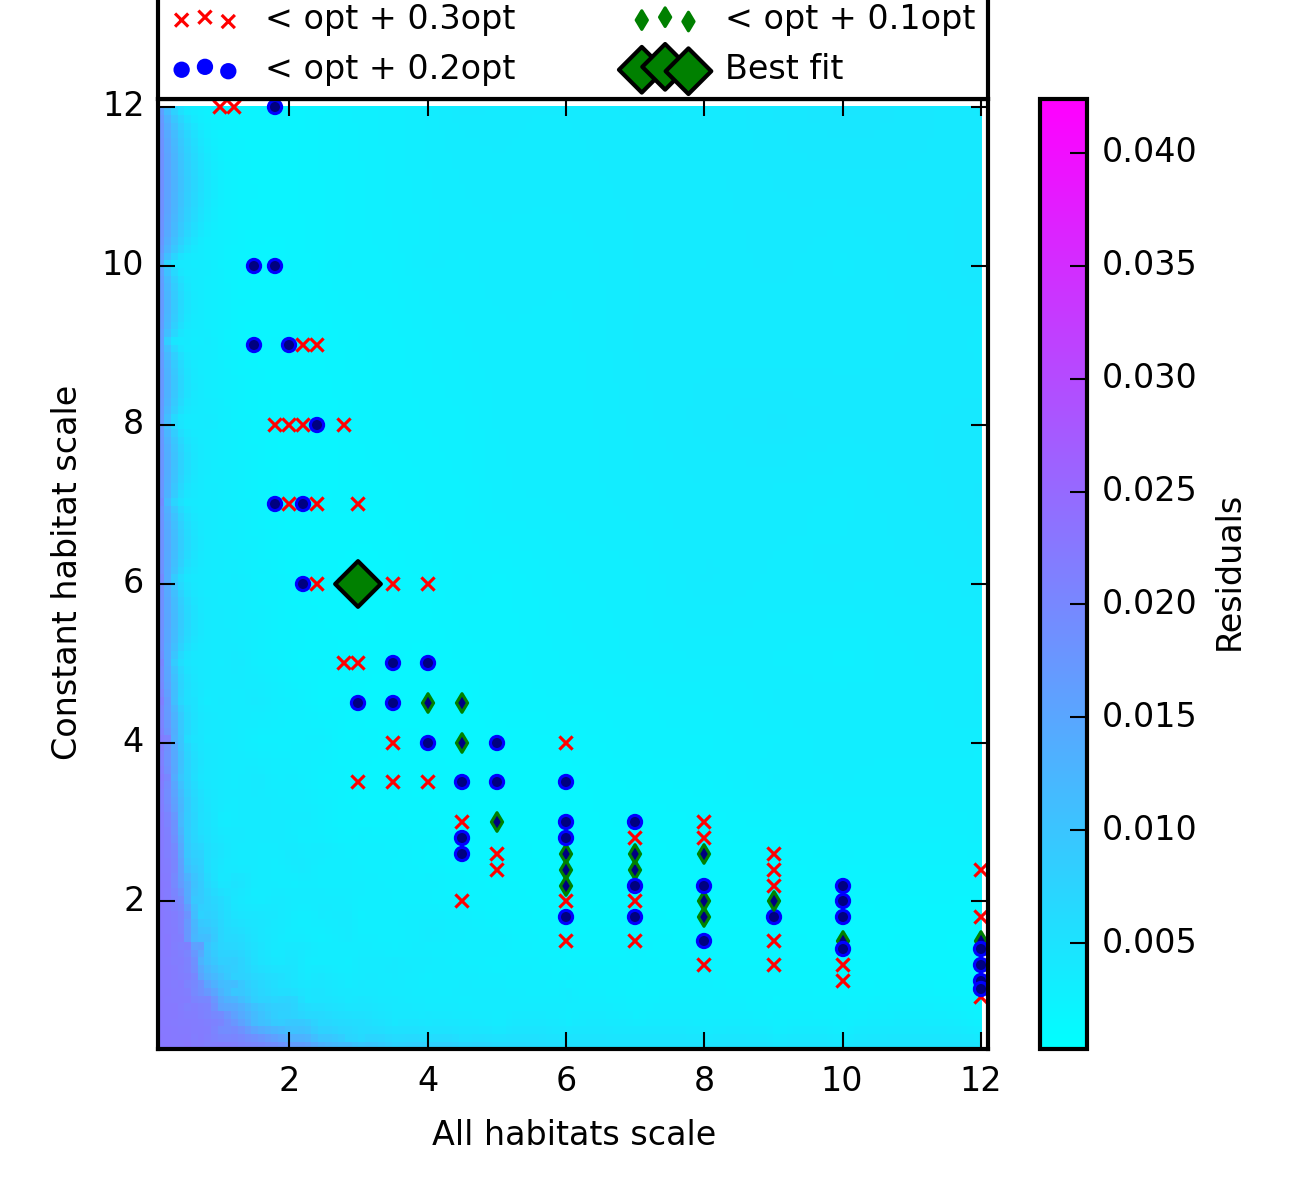 < opt + 0.3opt
< opt + 0.1opt
< opt + 0.2opt
Best fit
12
10
8
6
4
2
Constant habitat scale
2
4
6
8
10
12
All habitats scale
0.040
0.035
0.030
0.025
0.020
0.015
0.010
0.005
Residuals